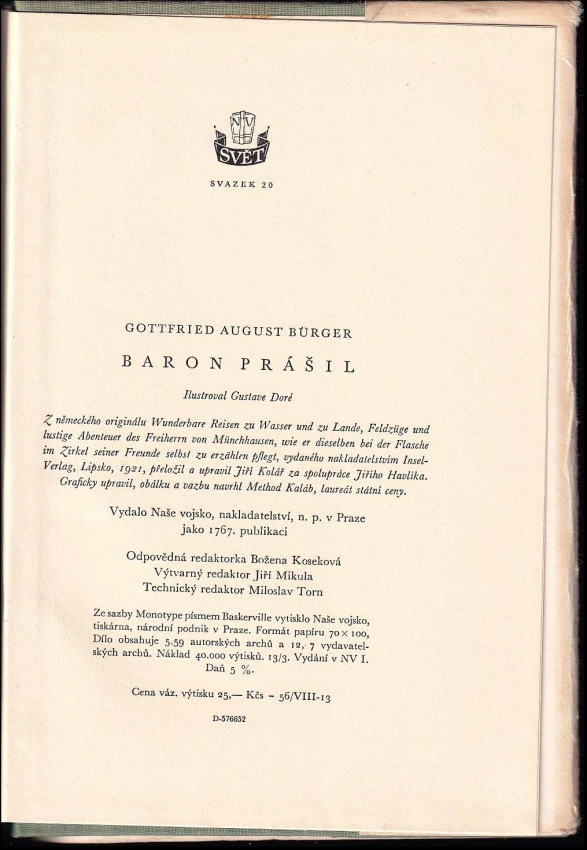 N V
SVĚT
SVAZEK 20
GOTTFRIED AUGUST BÜRGER
BARON PRÁŠIL
Ilustroval Gustave Doré
Z německého originálu Wunderbare Reisen zu Wasser und zu Lande, Feldzüge und
lustige Abenteuer des Freiherrn von Münchhausen, wie er dieselben bei der Flasche
im Zirkel seiner Freunde selbst zu erzählen pflegt, vydaného nakladatelstvím Insel-
Verlag, Lipsko, 1921, přeložil a upravil Jiří Kolář za spolupráce Jiřího Havlika.
Graficky upravil, obálku a vazbu navrhl Method Kaláb, laureát státní ceny.
Vydalo Naše vojsko, nakladatelství, n. p. v Praze
jako 1767. publikaci
Odpovědná redaktorka Božena Koseková
Výtvarný redaktor Jiří Mikula
Technický redaktor Miloslav Torn
Ze sazby Monotype písmem Baskerville vytisklo Naše vojsko,
tiskárna, národní podnik v Praze. Formát papíru 70×100,
Dílo obsahuje 5.59 autorských archů a 12, 7 vydavatel-
ských archů. Náklad 40.000 výtisků. 13/3. Vydání v NV I.
Daň 5 %.
Cena váz. výtisku 25,— Kčs – 56/VIII-13
D-576652